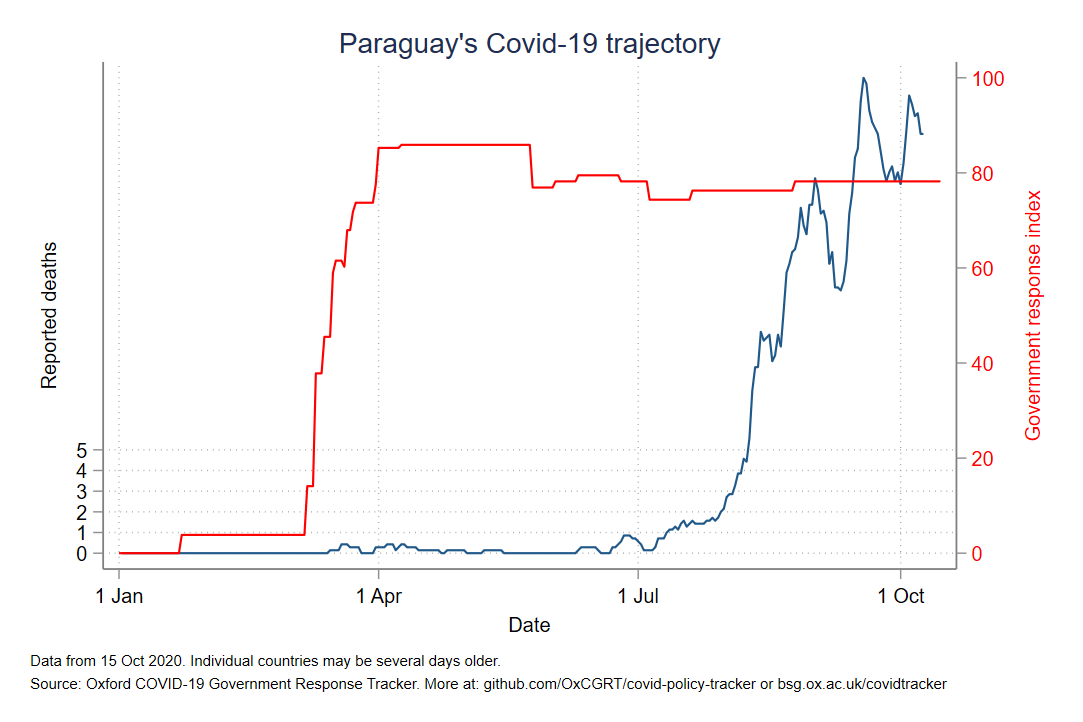 Paraguay's Covid-19 trajectory
Reported deaths
5
4
3
2
1
0
100
80
60
40
20
0
Government response index
1 Jan
1 Apr
1 Jul
1 Oct
Date
Data from 15 Oct 2020. Individual countries may be several days older.
Source: Oxford COVID-19 Government Response Tracker. More at: github.com/OxCGRT/covid-policy-tracker or bsg.ox.ac.uk/covidtracker